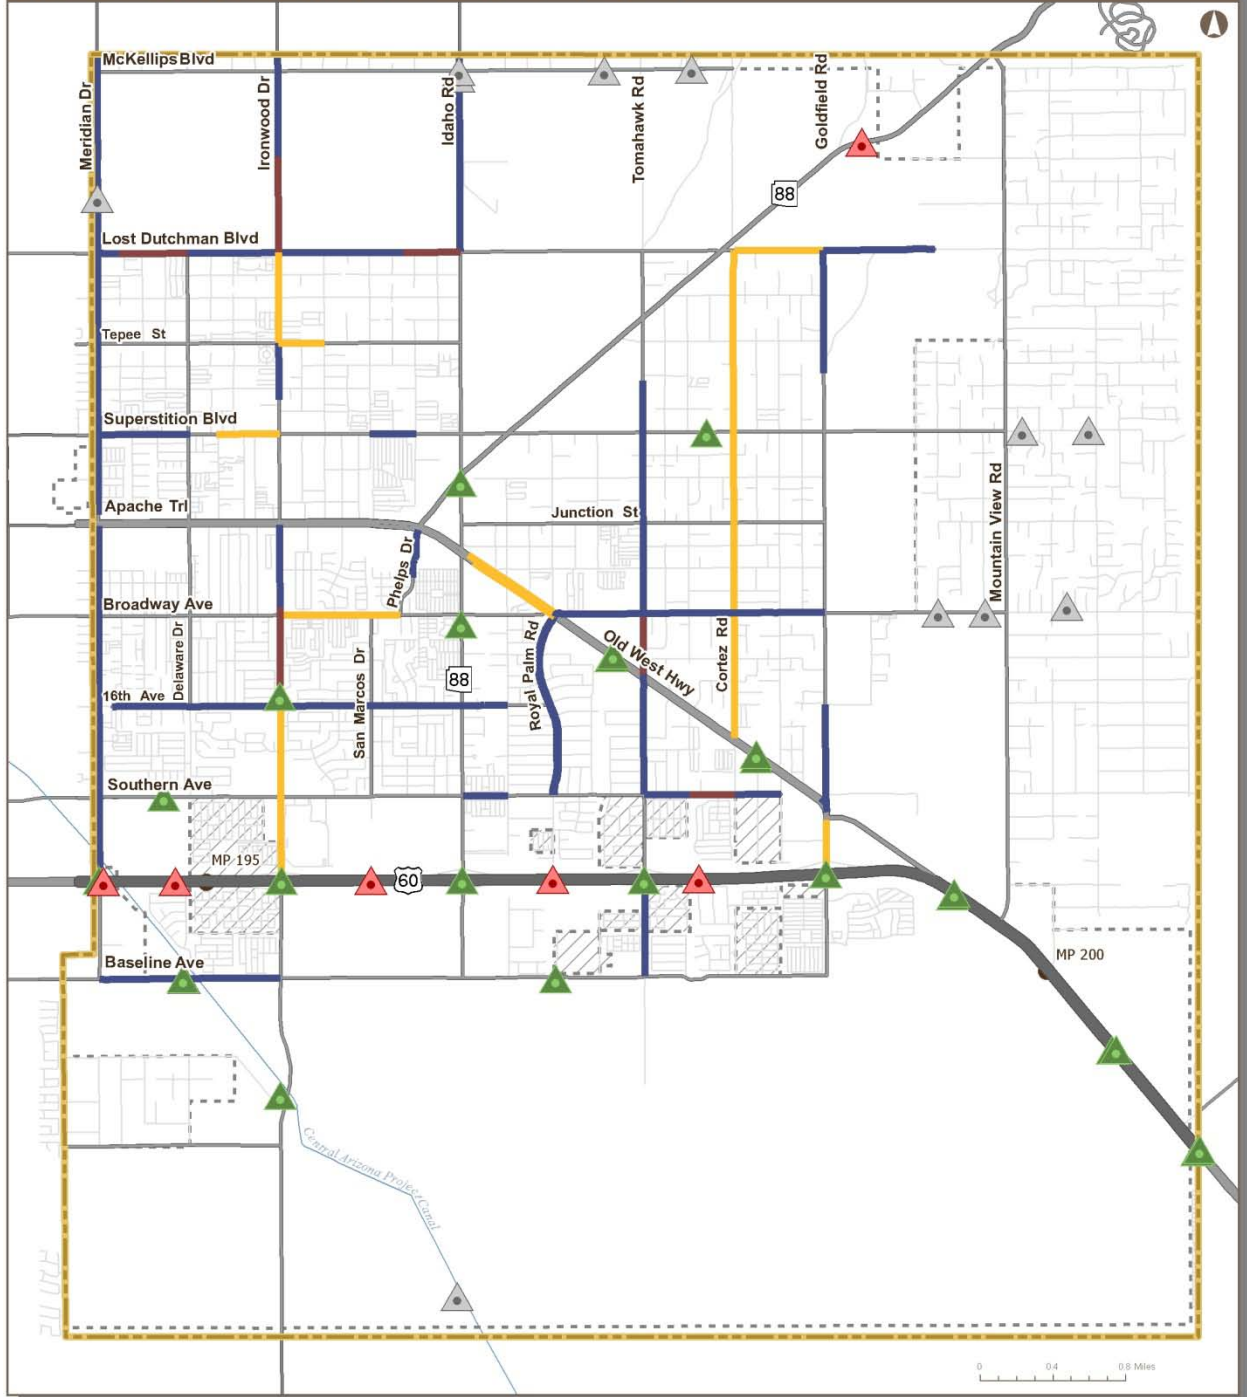 McKellips Blvd
Meridian Dr
Ironwood Dr
Idaho Rd
Tomahawk Rd
Goldfield Rd
88
Lost Dutchman Blvd
Tepee St
Superstition Blvd
Apache Trl
Junction St
Mountain View Rd
Phelps Dr
Broadway Ave
Delaware Dr
San Marcos Dr
Royal Palm Rd
Old West Hwy
Cortez Rd
88
16th Ave
Southern Ave
MP 195
60
Baseline Ave
MP 200
Central Arizona Project Canal
0 0.4 0.8 Miles